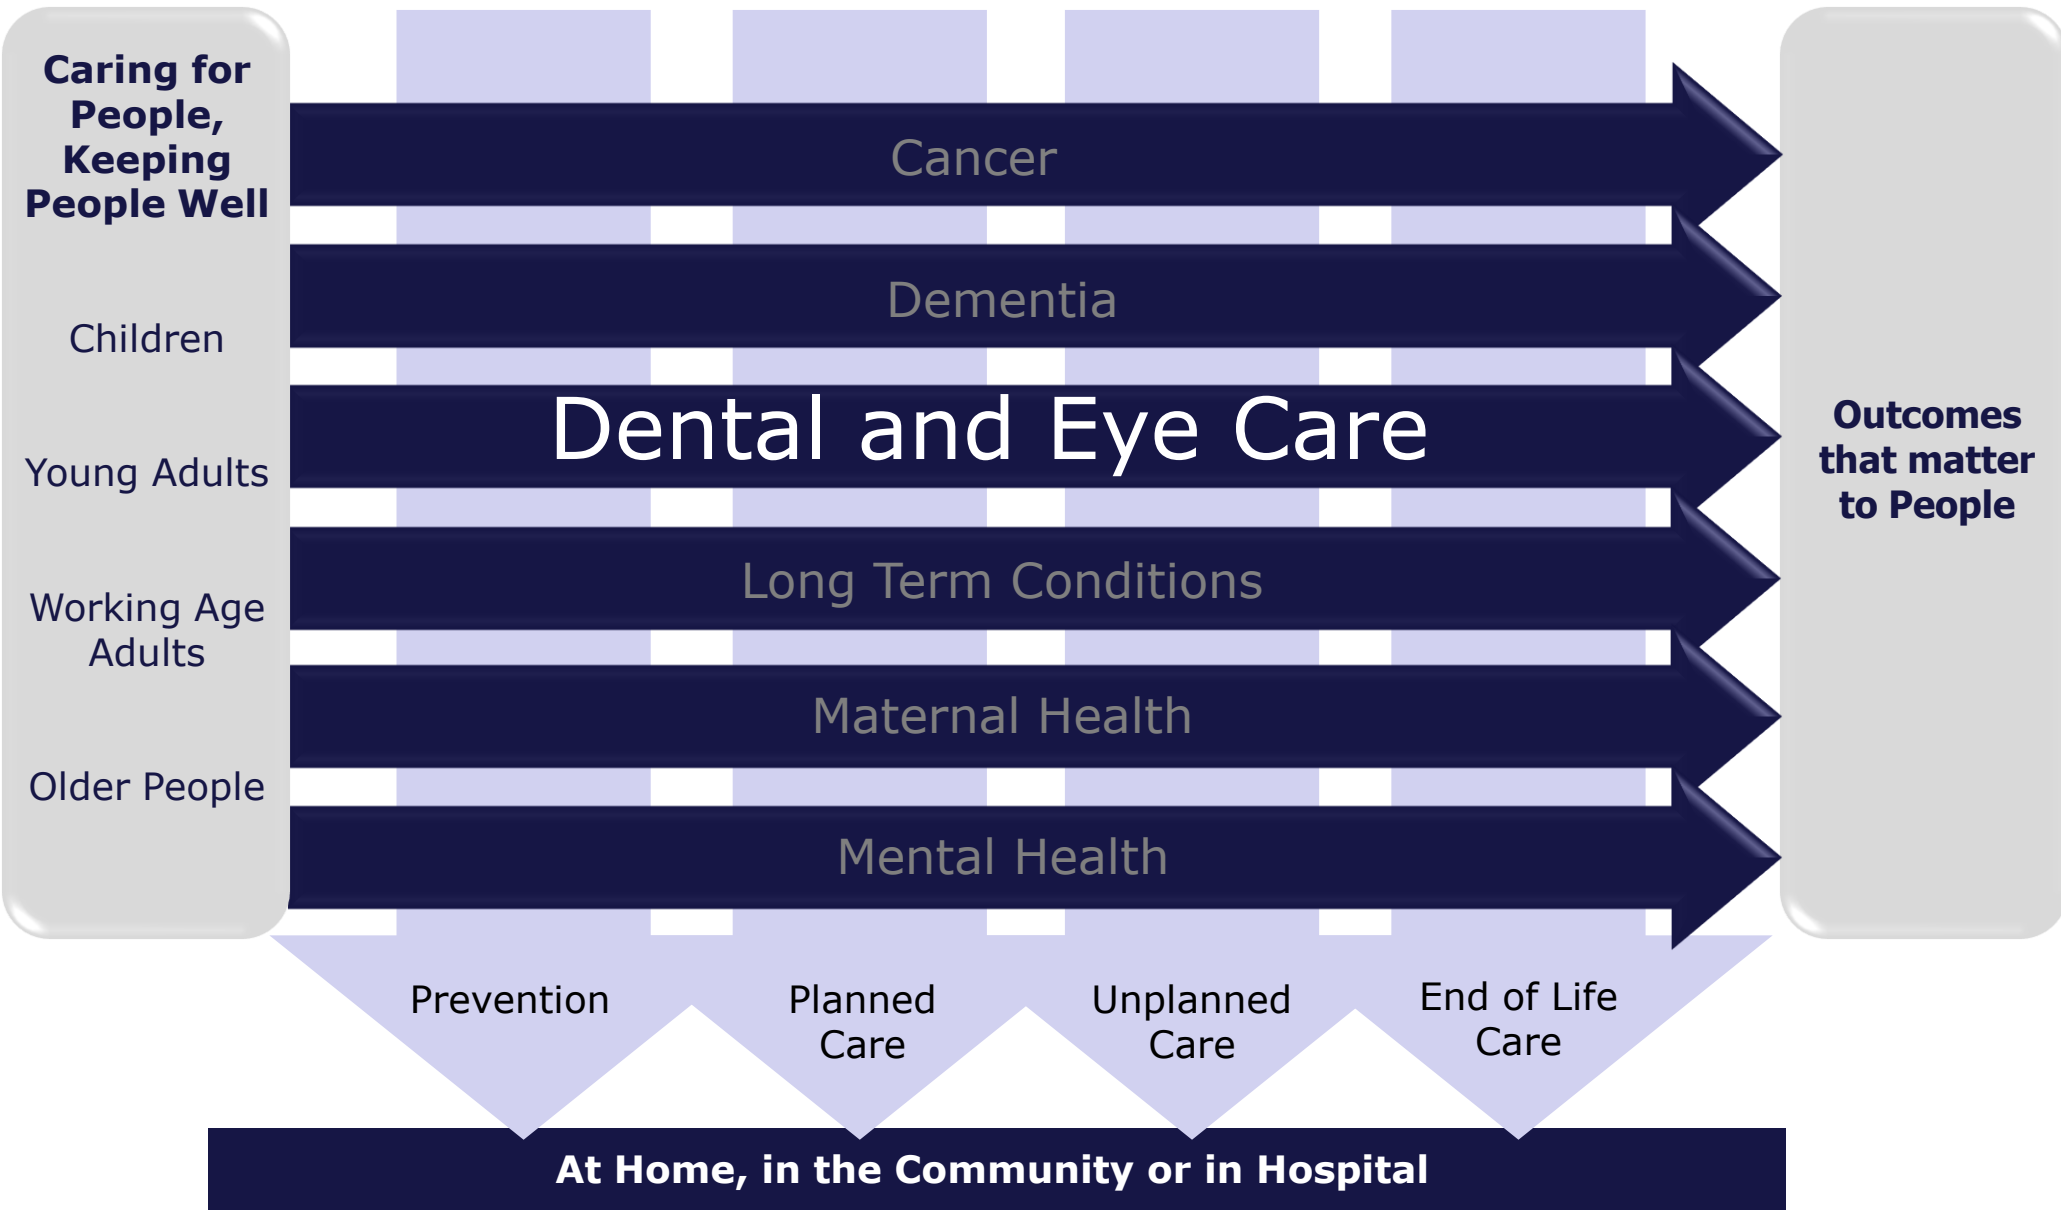 Caring for
People,
Keeping
People Well
Children
Young Adults
Working Age
Adults
Older People
Cancer
Dementia
Dental and Eye Care
Long Term Conditions
Maternal Health
Mental Health
Outcomes
that matter
to People
Prevention
Planned
Care
Unplanned
Care
End of Life
Care
At Home, in the Community or in Hospital